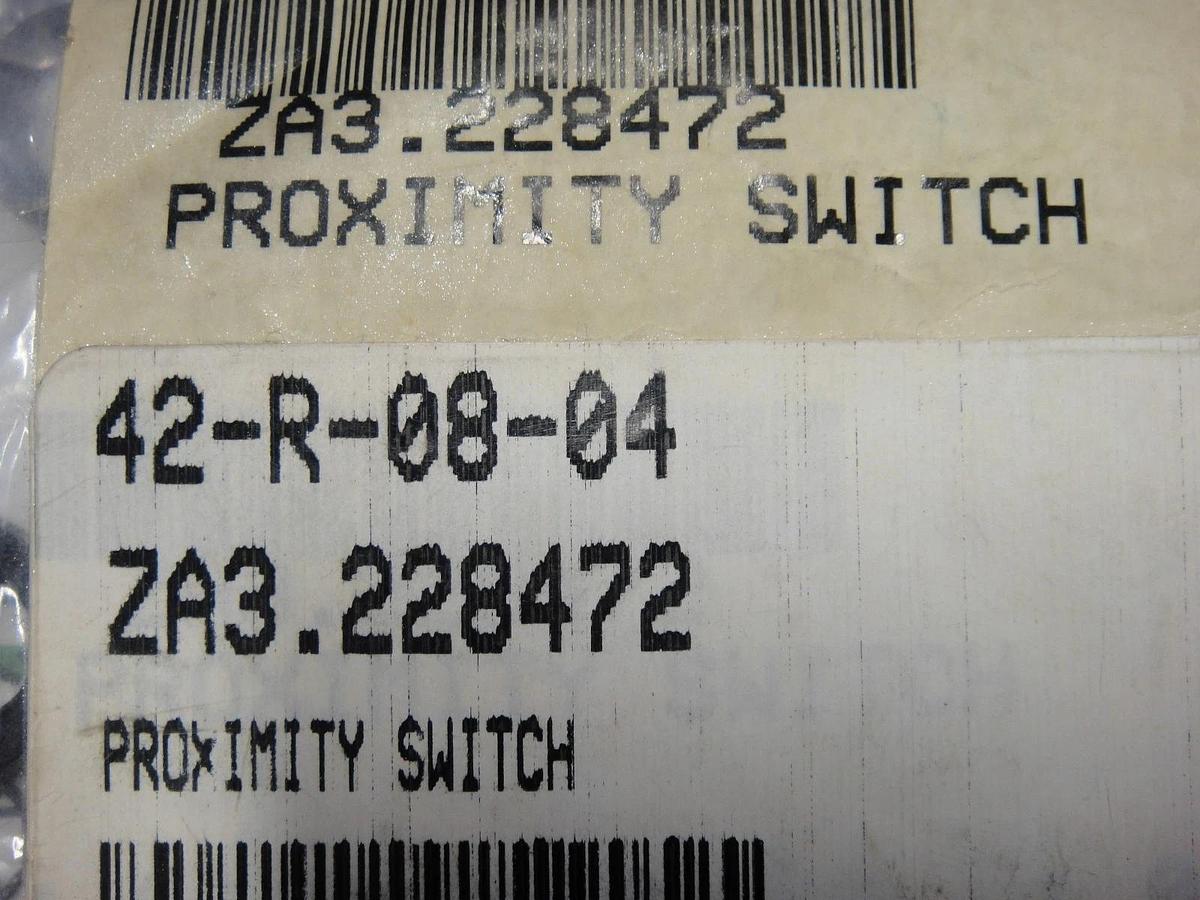 ZA3.228472
PROXIMITY SWITCH
42-R-08-04
ZA3.228472
PROXIMITY SWITCH